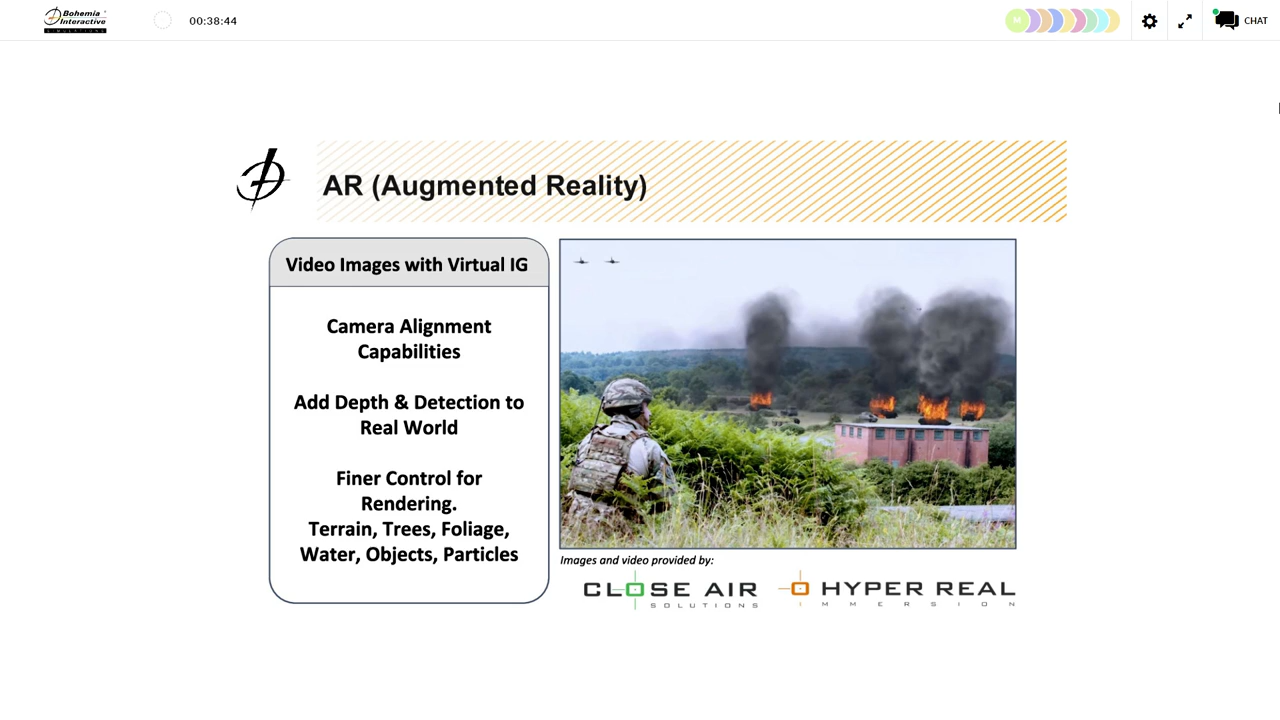 Bohemia
Interactive
SIMULATIONS
00:38:44
M
CHAT
AR (Augmented Reality)
Video Images with Virtual IG
Camera Alignment
Capabilities
Add Depth & Detection to
Real World
Finer Control for
Rendering.
Terrain, Trees, Foliage,
Water, Objects, Particles
Images and video provided by:
CLOSE AIR
SOLUTIONS
HYPER REAL
IMMERSION